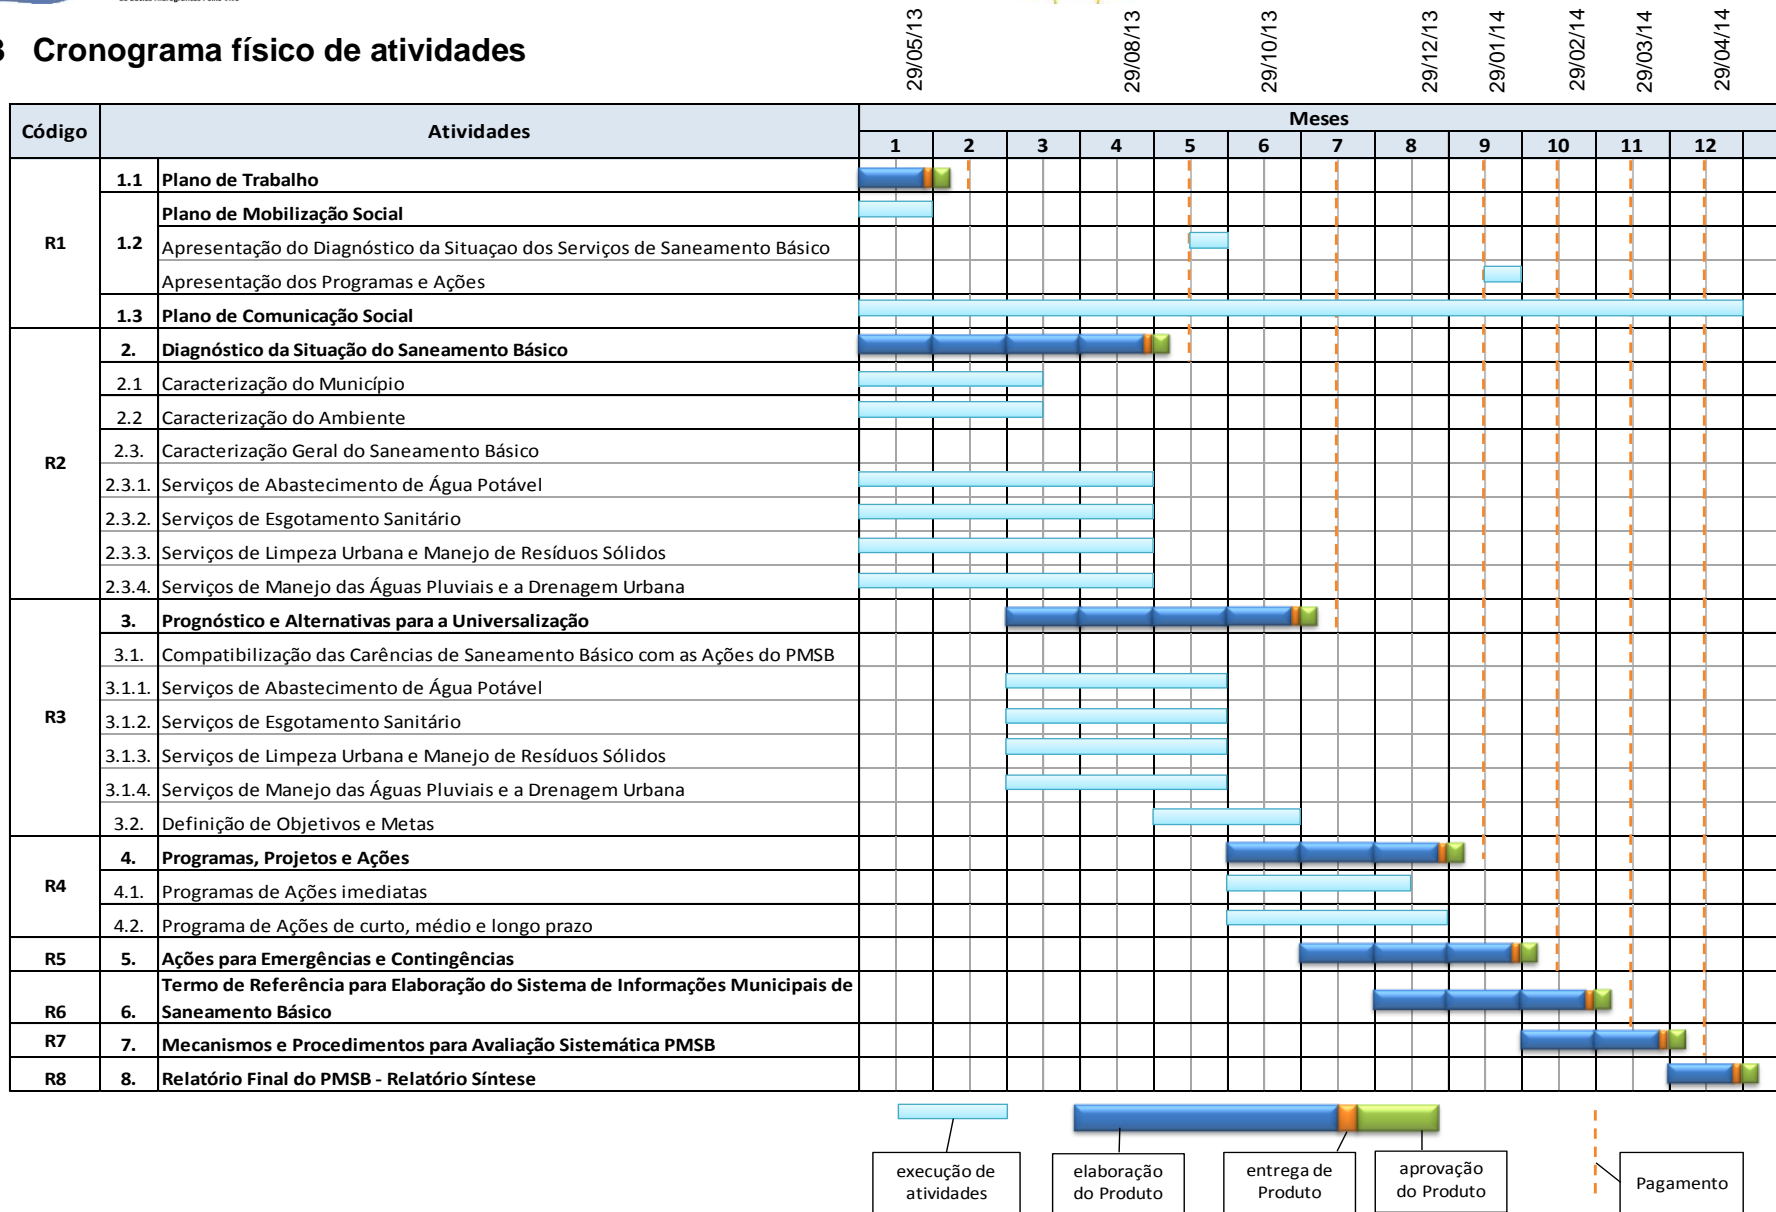 3 Cronograma físico de atividades
29/05/13
29/08/13
29/10/13
29/12/13
29/01/14
29/02/14
29/03/14
29/04/14
Código Atividades Meses
1 2 3 4 5 6 7 8 9 10 11 12
R1
1.1 Plano de Trabalho
1.2
Plano de Mobilização Social
Apresentação do Diagnóstico da Situaçao dos Serviços de Saneamento Básico
Apresentação dos Programas e Ações
1.3 Plano de Comunicação Social
R2
2. Diagnóstico da Situação do Saneamento Básico
2.1 Caracterização do Município
2.2 Caracterização do Ambiente
2.3. Caracterização Geral do Saneamento Básico
2.3.1. Serviços de Abastecimento de Água Potável
2.3.2. Serviços de Esgotamento Sanitário
2.3.3. Serviços de Limpeza Urbana e Manejo de Resíduos Sólidos
2.3.4. Serviços de Manejo das Águas Pluviais e a Drenagem Urbana
R3
3. Prognóstico e Alternativas para a Universalização
3.1. Compatibilização das Carências de Saneamento Básico com as Ações do PMSB
3.1.1. Serviços de Abastecimento de Água Potável
3.1.2. Serviços de Esgotamento Sanitário
3.1.3. Serviços de Limpeza Urbana e Manejo de Resíduos Sólidos
3.1.4. Serviços de Manejo das Águas Pluviais e a Drenagem Urbana
3.2. Definição de Objetivos e Metas
R4
4. Programas, Projetos e Ações
4.1. Programas de Ações imediatas
4.2. Programa de Ações de curto, médio e longo prazo
R5 5. Ações para Emergências e Contingências
Termo de Referência para Elaboração do Sistema de Informações Municipais de
R6 6. Saneamento Básico
R7 7. Mecanismos e Procedimentos para Avaliação Sistemática PMSB
R8 8. Relatório Final do PMSB - Relatório Síntese
execução de
atividades
elaboração
do Produto
entrega de
Produto
aprovação
do Produto
Pagamento